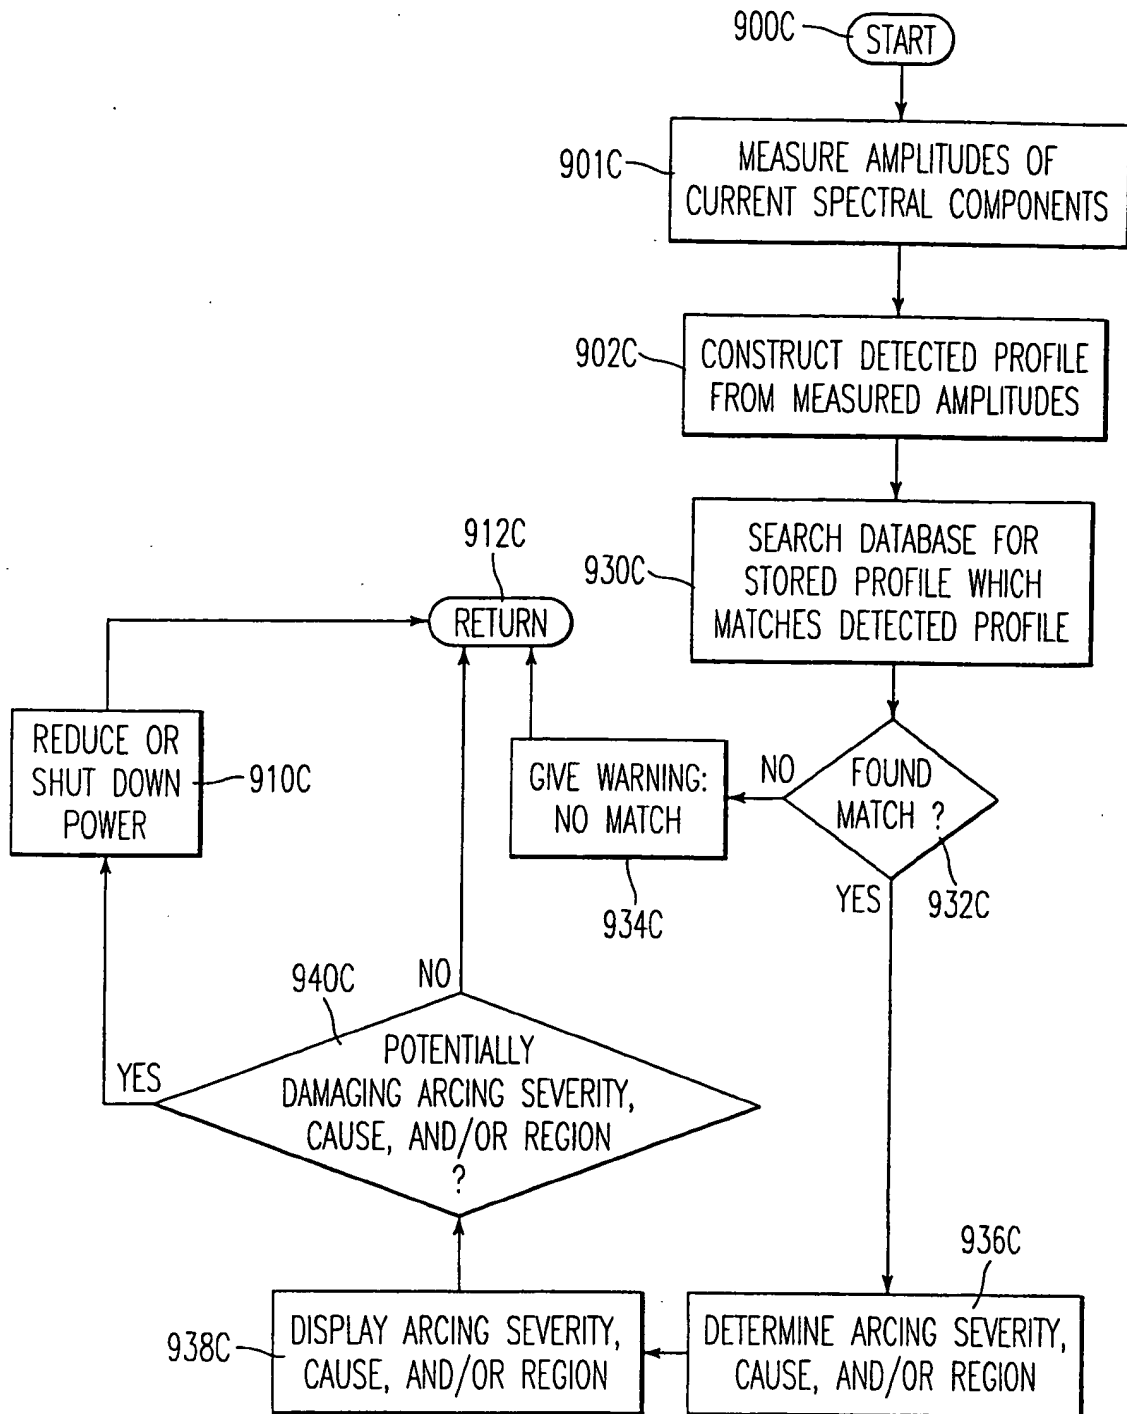 900C
START
901C
MEASURE AMPLITUDES OF
CURRENT SPECTRAL COMPONENTS
902C
CONSTRUCT DETECTED PROFILE
FROM MEASURED AMPLITUDES
930C
SEARCH DATABASE FOR
STORED PROFILE WHICH
MATCHES DETECTED PROFILE
912C
RETURN
REDUCE OR
SHUT DOWN
POWER
910C
GIVE WARNING:
NO MATCH
934C
NO
FOUND
MATCH ?
932C
YES
940C
NO
YES
POTENTIALLY
DAMAGING ARCING SEVERITY,
CAUSE, AND/OR REGION
?
936C
DETERMINE ARCING SEVERITY,
CAUSE, AND/OR REGION
938C
DISPLAY ARCING SEVERITY,
CAUSE, AND/OR REGION